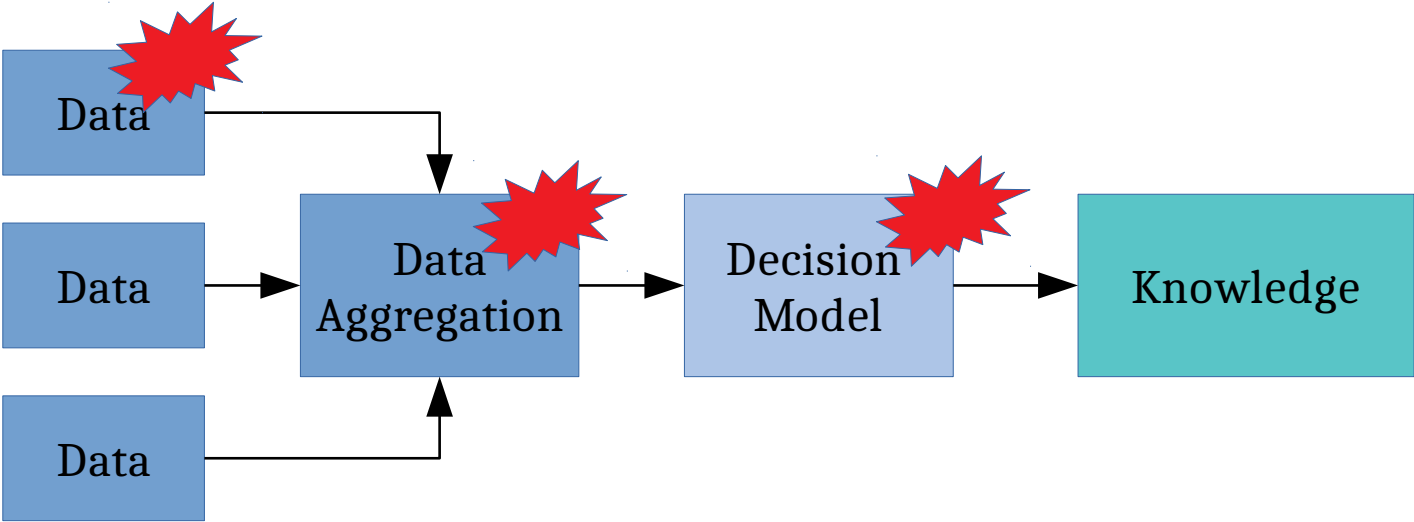 Data
Data
Data
Data
Aggregation
Decision
Model
Knowledge